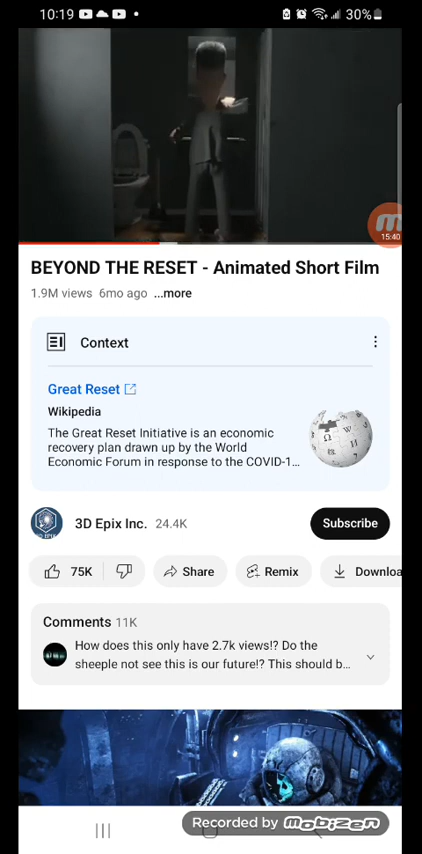 10:19
30%
15:40
BEYOND THE RESET - Animated Short Film
1.9M views 6mo ago ...more
Context
Great Reset
Wikipedia
The Great Reset Initiative is an economic
recovery plan drawn up by the World
Economic Forum in response to the COVID-1...
3D Epix Inc. 24.4K
Subscribe
75K
Share
Remix
Downloa
Comments 11K
How does this only have 2.7k views!? Do the
sheeple not see this is our future!? This should b...
Recorded by mobizen